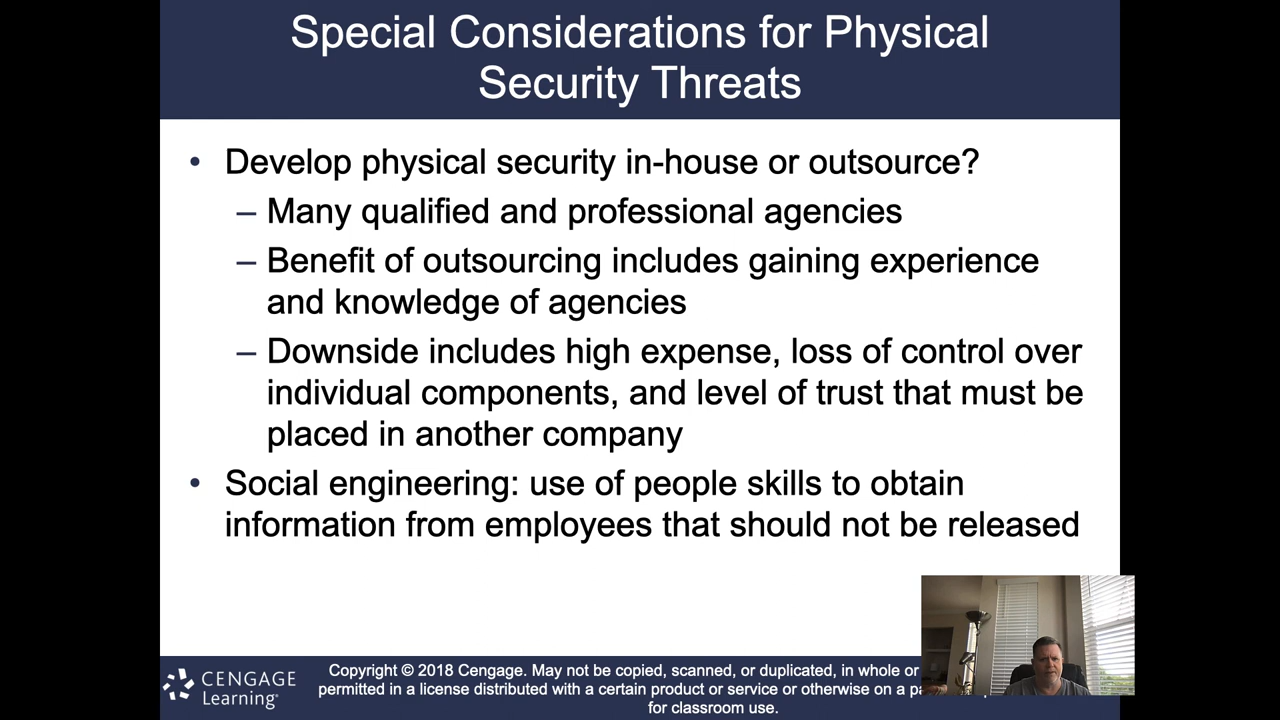 Special Considerations for Physical
Security Threats
• Develop physical security in-house or outsource?
– Many qualified and professional agencies
– Benefit of outsourcing includes gaining experience
and knowledge of agencies
– Downside includes high expense, loss of control over
individual components, and level of trust that must be
placed in another company
• Social engineering: use of people skills to obtain
information from employees that should not be released
CENGAGE
Learning
Copyright © 2018 Cengage. May not be copied, scanned, or duplicated, in whole or
permitted in a license distributed with a certain product or service or otherwise on a
for classroom use.